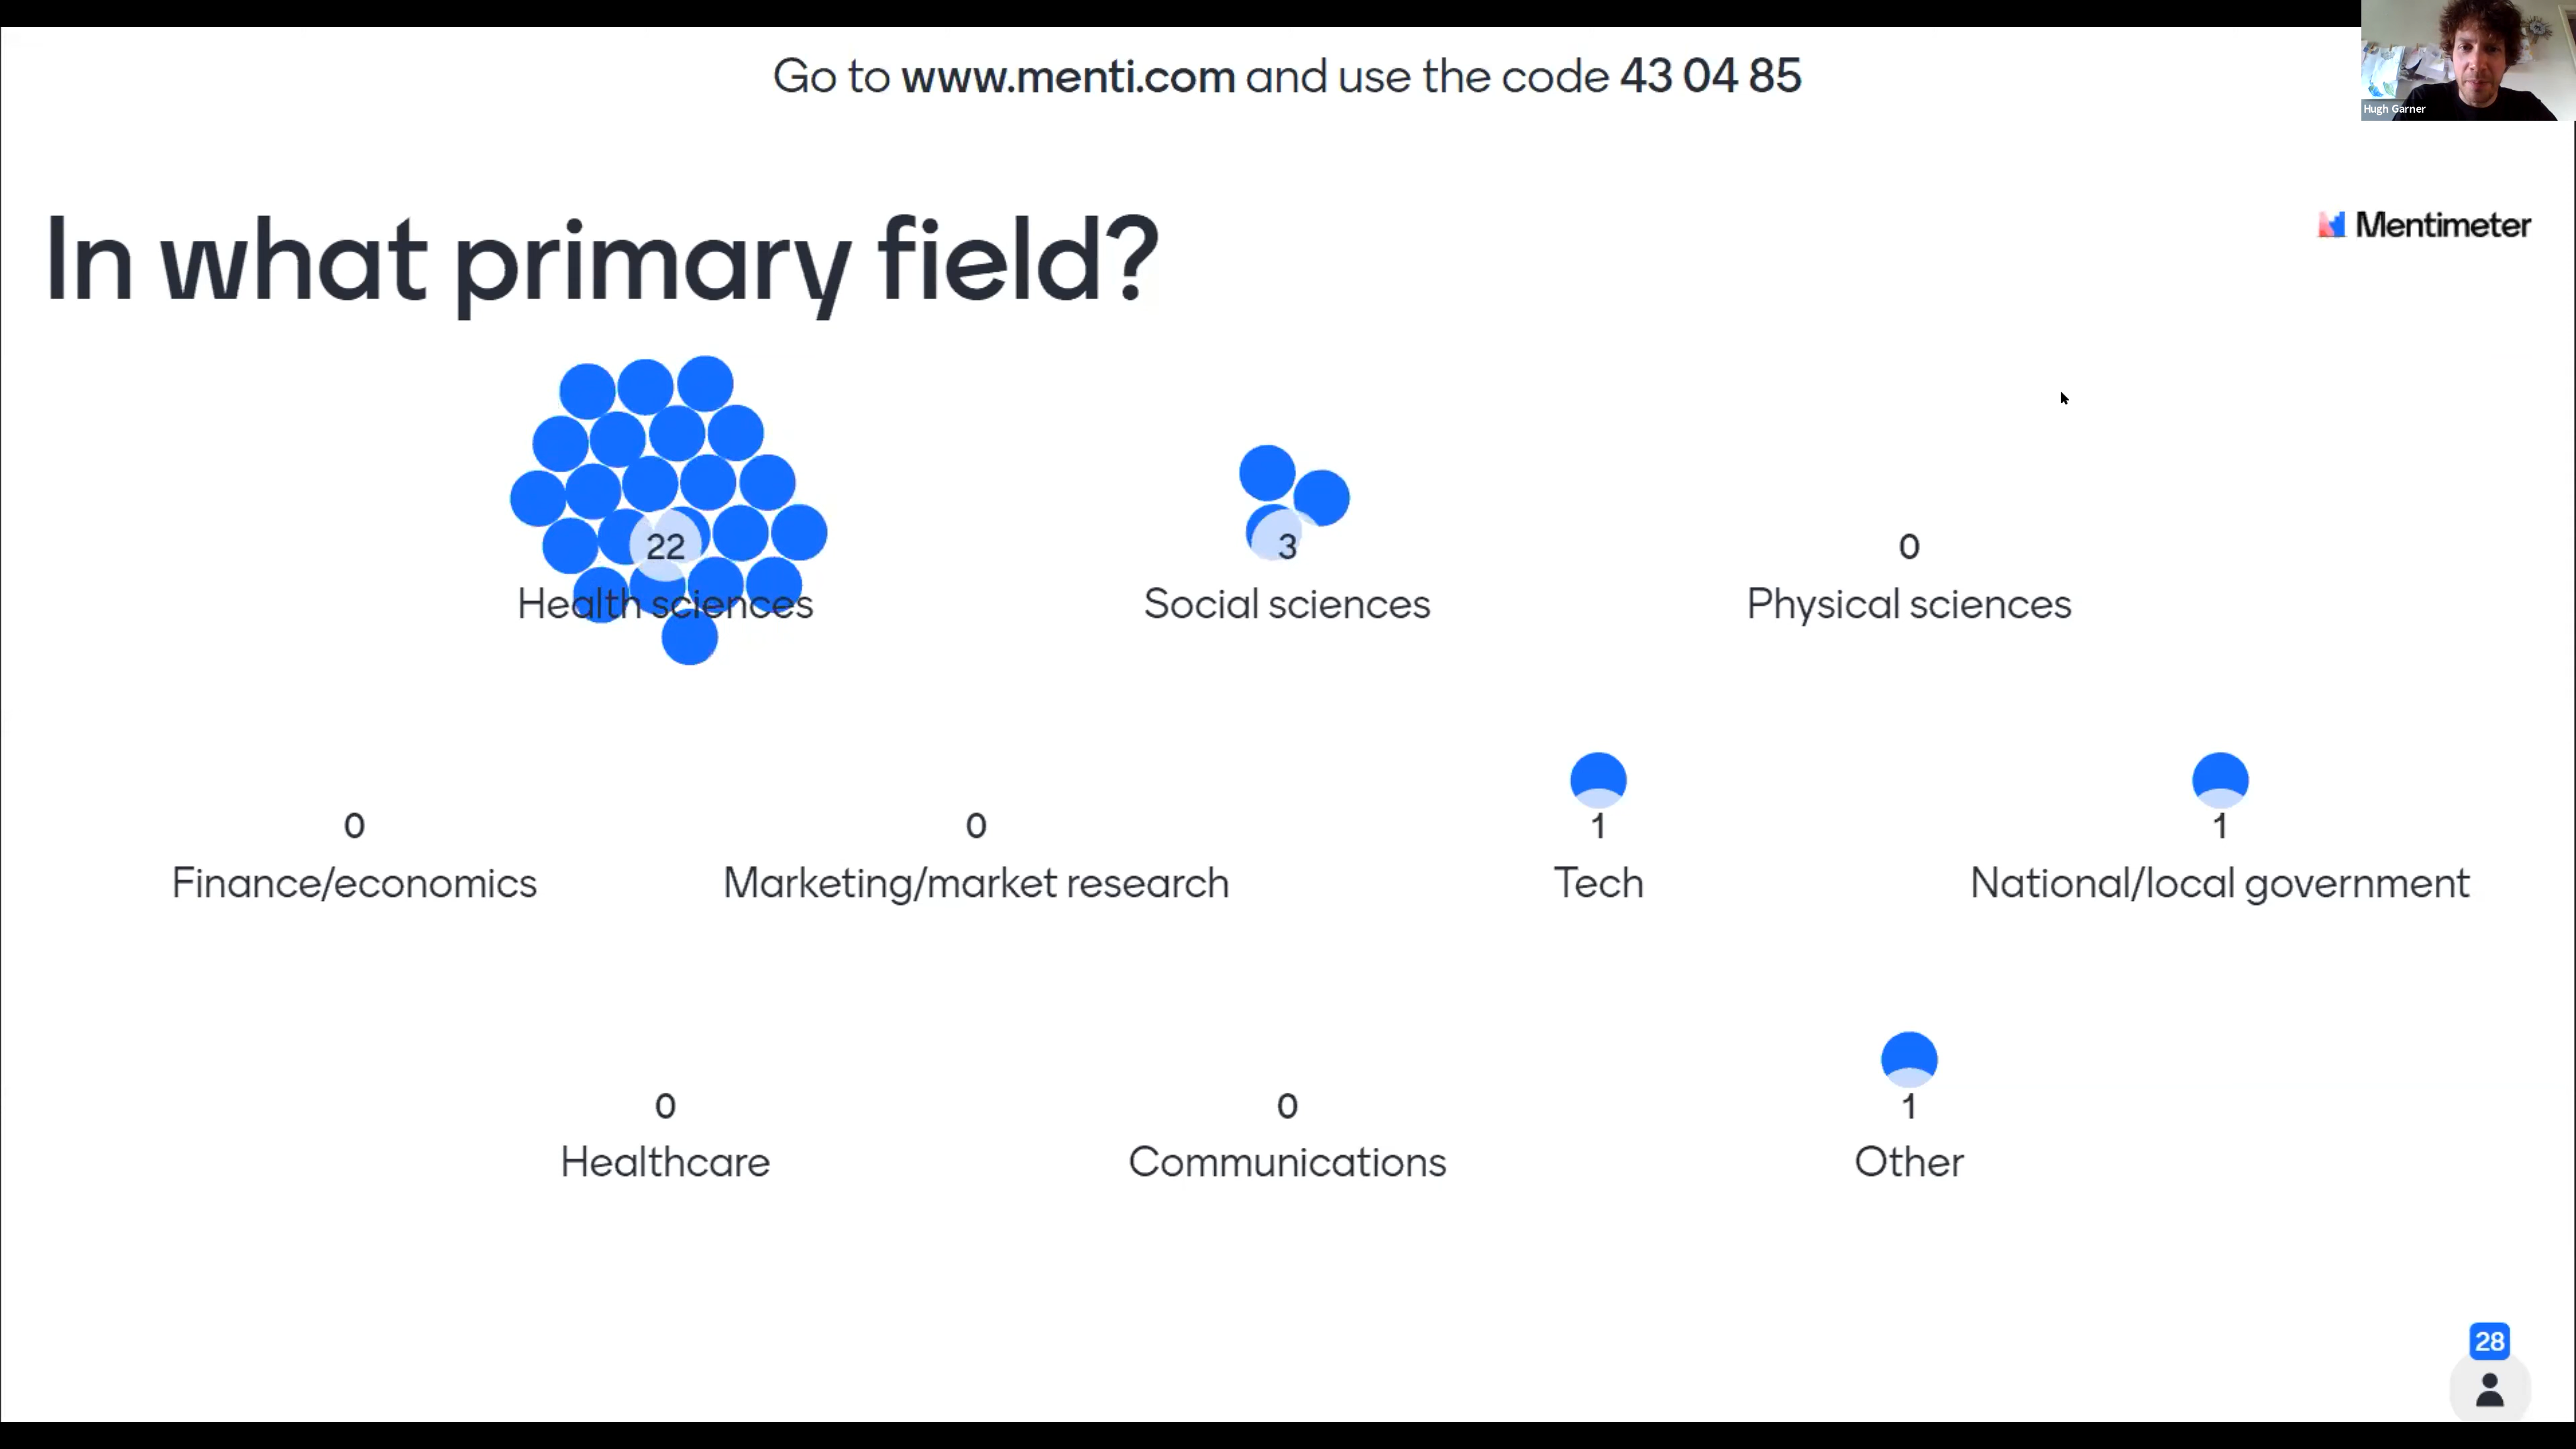 Go to www.menti.com and use the code 43 04 85
Hugh Garner
In what primary field?
Mentimeter
22
Health sciences
3
Social sciences
0
Physical sciences
0
Finance/economics
0
Marketing/market research
1
Tech
1
National/local government
0
Healthcare
0
Communications
1
Other
28